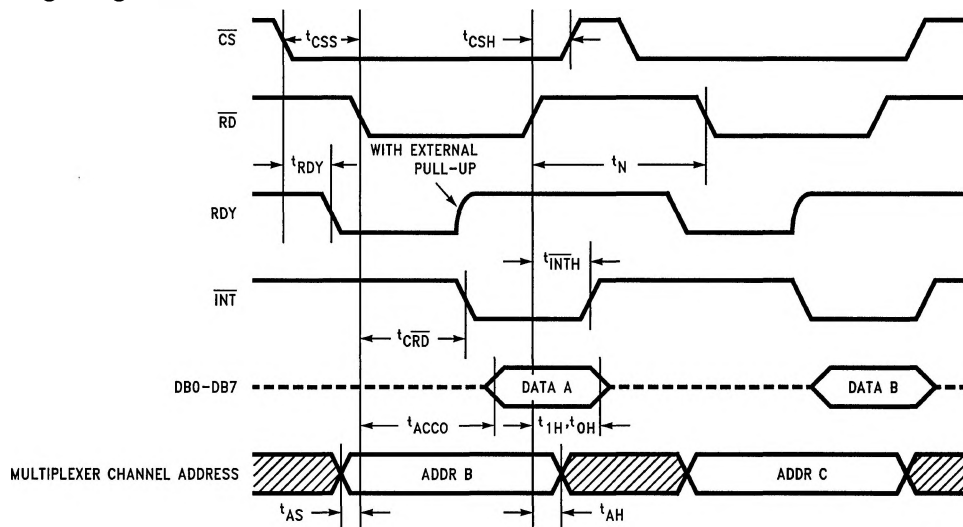 CS
tCSS
tCSH
RD
tRDY
WITH EXTERNAL
PULL-UP
tN
RDY
tINTH
INT
tCRD
DB0-DB7
DATA A
DATA B
tACCO
t1H, t0H
MULTIPLEXER CHANNEL ADDRESS
ADDR B
ADDR C
tAS
tAH